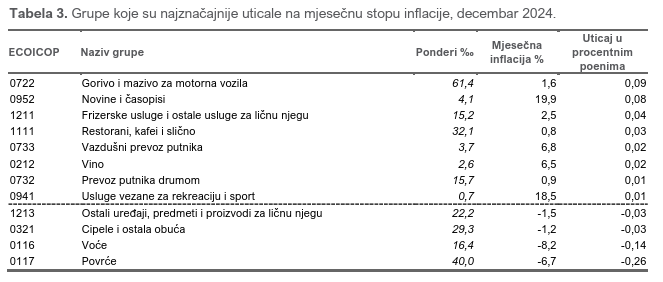 Tabela 3. Grupe koje su najznačajnije uticale na mjesečnu stopu inflacije, decembar 2024.
ECOICOP Naziv grupe Ponderi ‰ Mjesečna inflacija % Uticaj u procentnim poenima
0722 Gorivo i mazivo za motorna vozila 61,4 1,6 0,09
0952 Novine i časopisi 4,1 19,9 0,08
1211 Frizerske usluge i ostale usluge za ličnu njegu 15,2 2,5 0,04
1111 Restorani, kafei i slično 32,1 0,8 0,03
0733 Vazdušni prevoz putnika 3,7 6,8 0,02
0212 Vino 2,6 6,5 0,02
0732 Prevoz putnika drumom 15,7 0,9 0,01
0941 Usluge vezane za rekreaciju i sport 0,7 18,5 0,01
1213 Ostali uređaji, predmeti i proizvodi za ličnu njegu 22,2 -1,5 -0,03
0321 Cipele i ostala obuća 29,3 -1,2 -0,03
0116 Voće 16,4 -8,2 -0,14
0117 Povrće 40,0 -6,7 -0,26